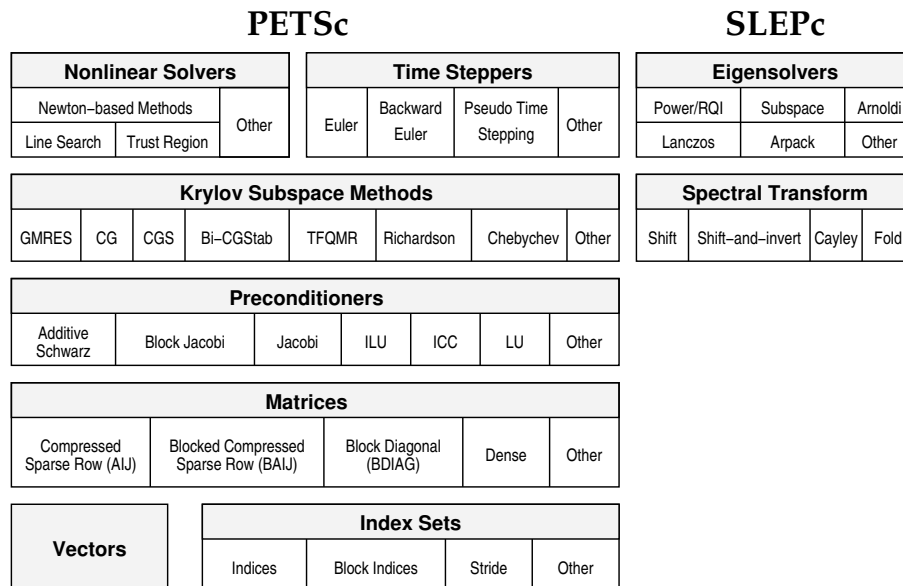 PETSc SLEPc
Nonlinear Solvers
Newton−based Methods
Line Search Trust Region
Other
Time Steppers
Euler
Backward
Euler
Pseudo Time
Stepping
Other
Eigensolvers
Power/RQI Subspace Arnoldi
Lanczos Arpack Other
Krylov Subspace Methods
GMRES CG CGS Bi−CGStab TFQMR Richardson Chebychev Other
Spectral Transform
Shift Shift−and−invert Cayley Fold
Preconditioners
Additive
Schwarz
Block Jacobi Jacobi ILU ICC LU Other
Matrices
Compressed
Sparse Row (AIJ)
Blocked Compressed
Sparse Row (BAIJ)
Block Diagonal
(BDIAG)
Dense Other
Vectors
Index Sets
Indices Block Indices Stride Other